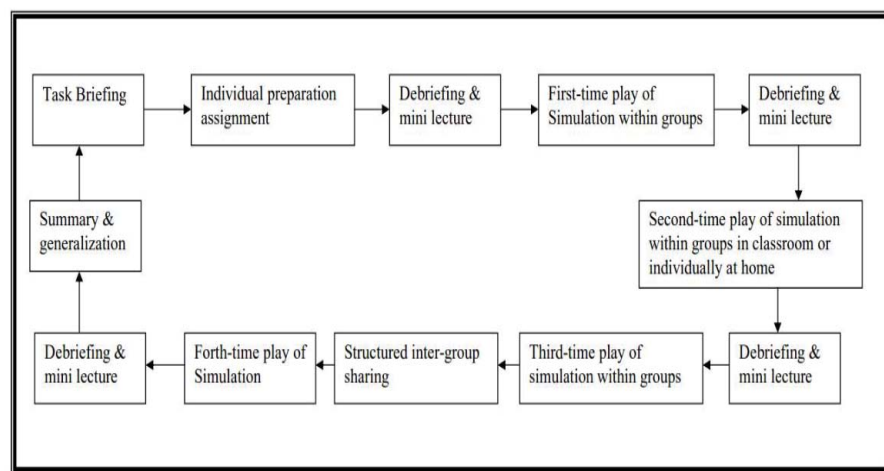 Task Briefing
Individual preparation
assignment
Debriefing &
mini lecture
First-time play of
Simulation within groups
Debriefing &
mini lecture
Second-time play of simulation
within groups in classroom or
individually at home
Debriefing &
mini lecture
Third-time play of
simulation within groups
Structured inter-group
sharing
Forth-time play of
Simulation
Debriefing &
mini lecture
Summary &
generalization